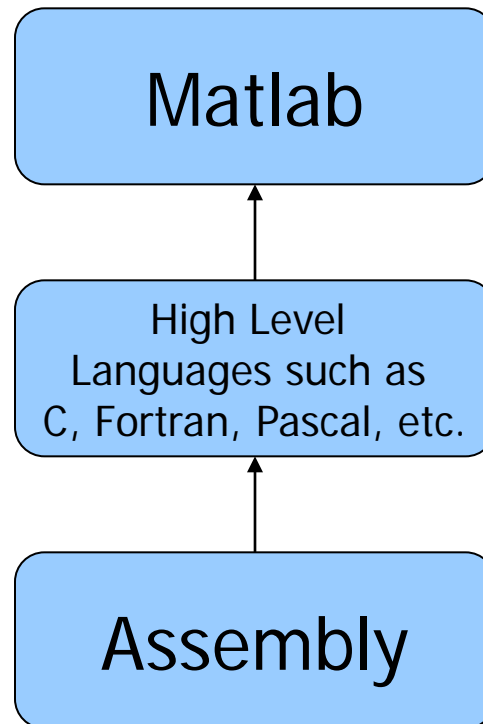 Matlab
High Level
Languages such as
C, Fortran, Pascal, etc.
Assembly